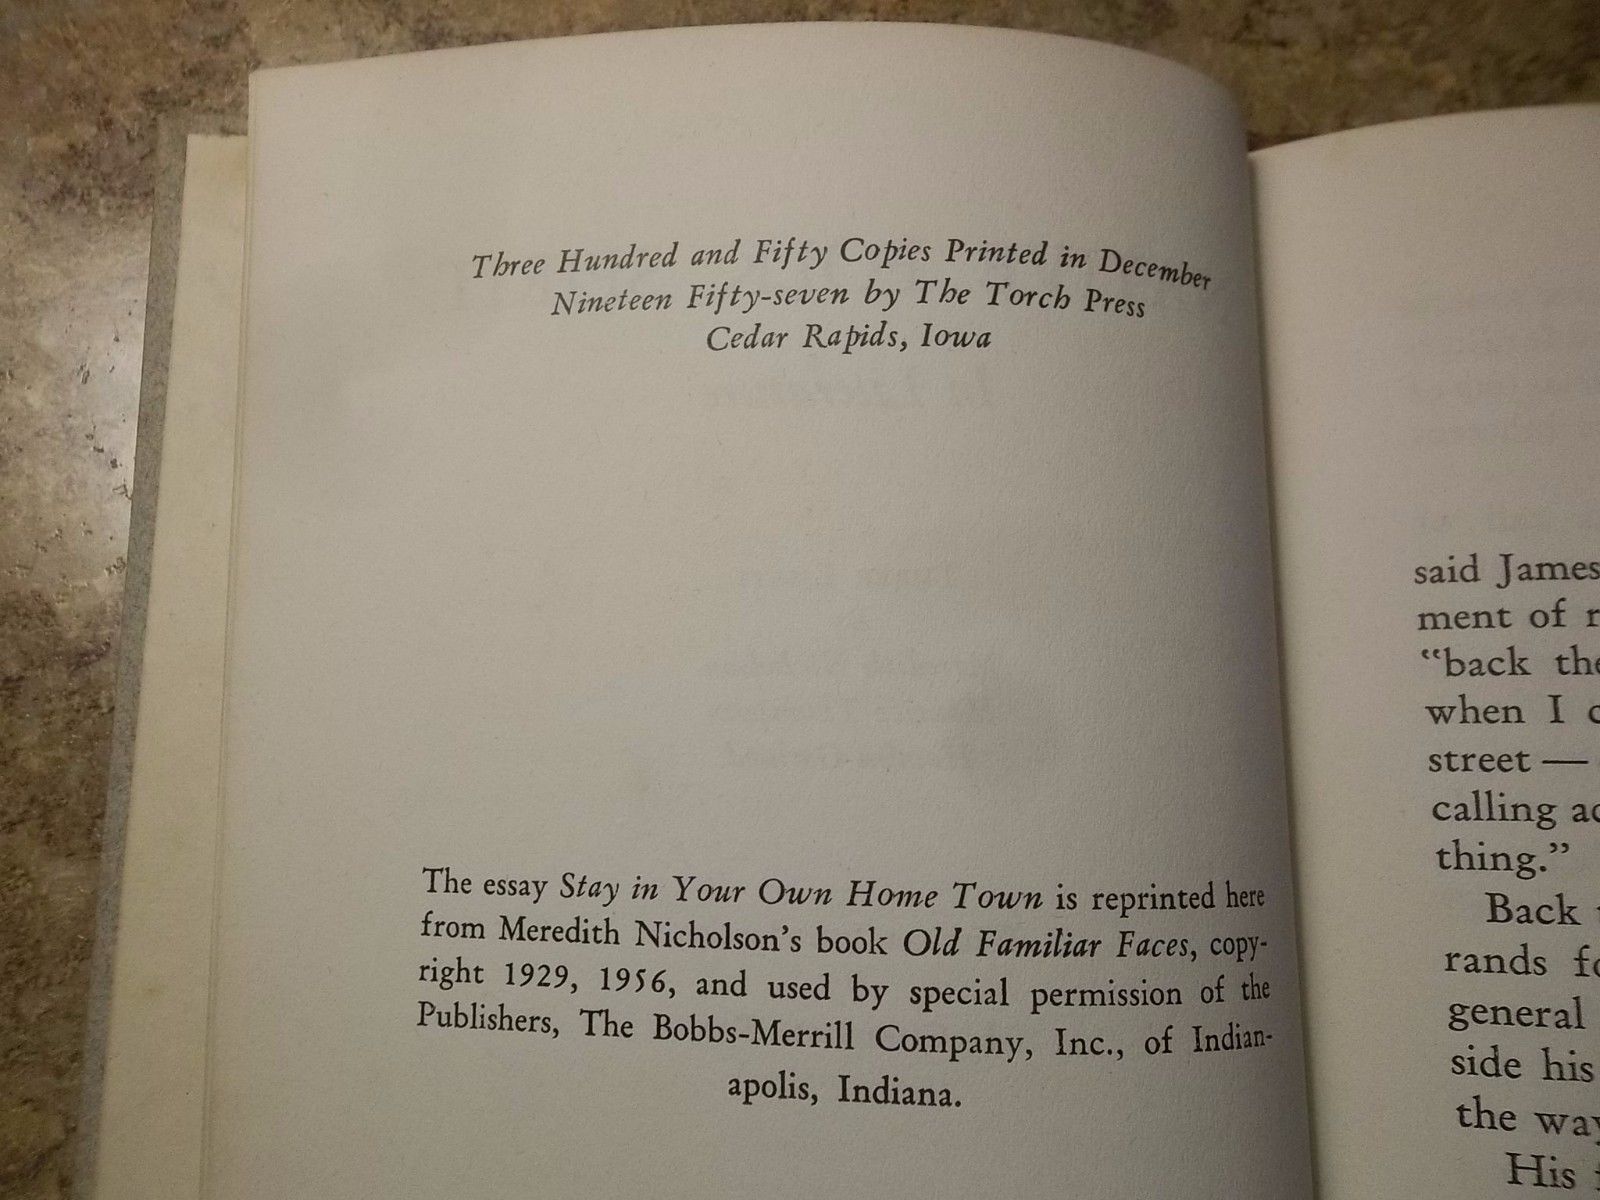 Three Hundred and Fifty Copies Printed in December
Nineteen Fifty-seven by The Torch Press
Cedar Rapids, Iowa
The essay Stay in Your Own Home Town is reprinted here
from Meredith Nicholson's book Old Familiar Faces, copy-
right 1929, 1956, and used by special permission of the
Publishers, The Bobbs-Merrill Company, Inc., of Indian-
apolis, Indiana.
said James
ment of
“back the
when I
street —
calling
thing.”
Back
rands
general
side his
the way
His